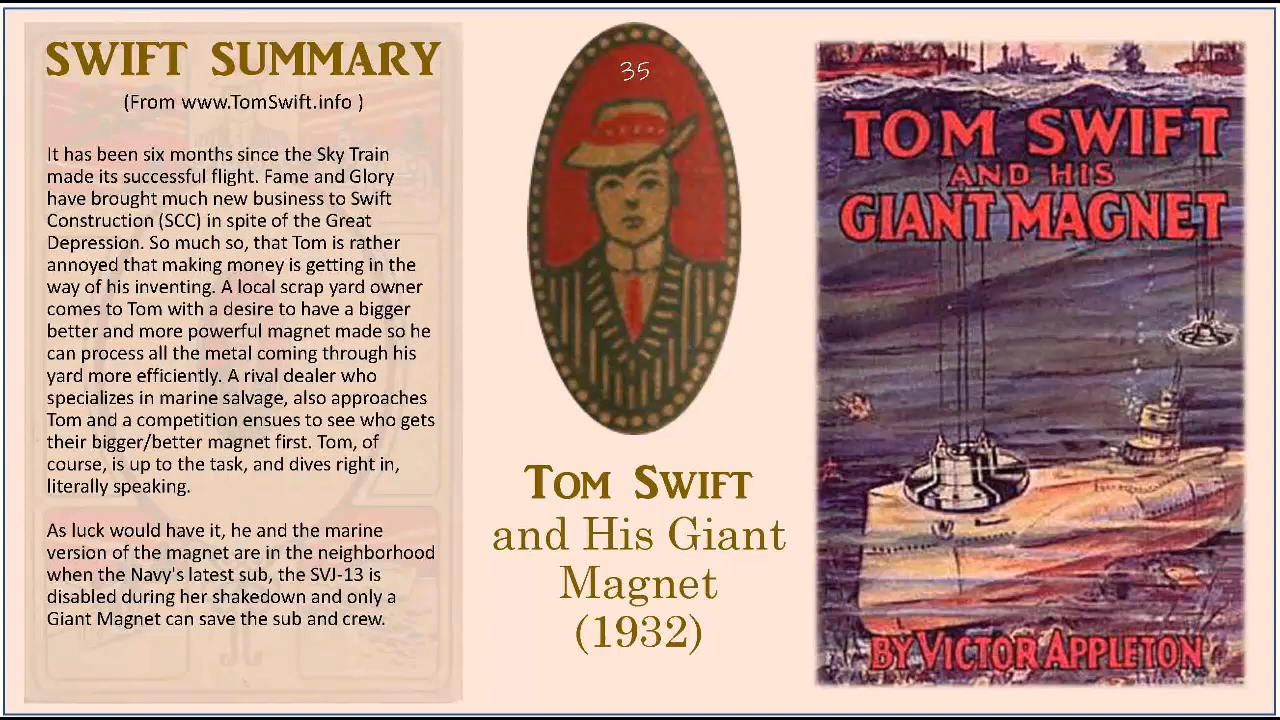 SWIFT SUMMARY
(From www.TomSwift.info )
It has been six months since the Sky Train
made its successful flight. Fame and Glory
have brought much new business to Swift
Construction (SCC) in spite of the Great
Depression. So much so, that Tom is rather
annoyed that making money is getting in the
way of his inventing. A local scrap yard owner
comes to Tom with a desire to have a bigger
better and more powerful magnet made so he
can process all the metal coming through his
yard more efficiently. A rival dealer who
specializes in marine salvage, also approaches
Tom and a competition ensues to see who gets
their bigger/better magnet first. Tom, of
course, is up to the task, and dives right in,
literally speaking.
As luck would have it, he and the marine
version of the magnet are in the neighborhood
when the Navy's latest sub, the SVJ-13 is
disabled during her shakedown and only a
Giant Magnet can save the sub and crew.
35
TOM SWIFT
and His Giant
Magnet
(1932)
TOM SWIFT
AND HIS
GIANT MAGNET
BY VICTOR APPLETON